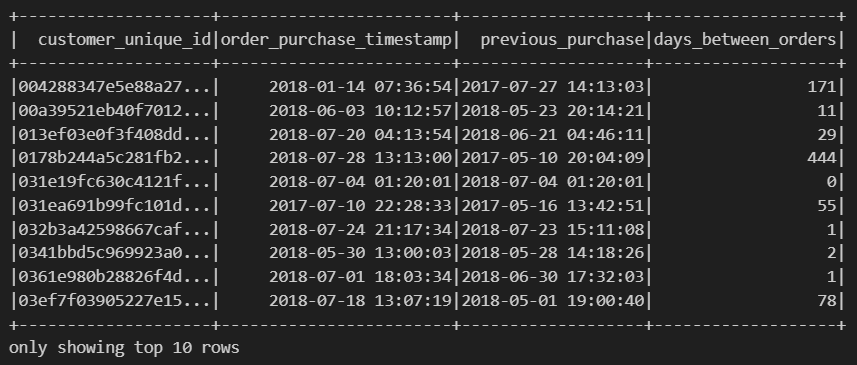 +--------------------+------------------------+-------------------+-------------------+
|  customer_unique_id|order_purchase_timestamp|  previous_purchase|days_between_orders|
+--------------------+------------------------+-------------------+-------------------+
|004288347e5e88a27...|     2018-01-14 07:36:54|2017-07-27 14:13:03|                171|
|00a39521eb40f7012...|     2018-06-03 10:12:57|2018-05-23 20:14:21|                 11|
|013ef03e0f3f408dd...|     2018-07-20 04:13:54|2018-06-21 04:46:11|                 29|
|0178b244a5c281fb2...|     2018-07-28 13:13:00|2017-05-10 20:04:09|                444|
|031e19fc630c4121f...|     2018-07-04 01:20:01|2018-07-04 01:20:01|                  0|
|031ea691b99fc101d...|     2017-07-10 22:28:33|2017-05-16 13:42:51|                 55|
|032b3a42598667caf...|     2018-07-24 21:17:34|2018-07-23 15:11:08|                  1|
|0341bbd5c969923a0...|     2018-05-30 13:00:03|2018-05-28 14:18:26|                  2|
|0361e980b28826f4d...|     2018-07-01 18:03:34|2018-06-30 17:32:03|                  1|
|03ef7f03905227e15...|     2018-07-18 13:07:19|2018-05-01 19:00:40|                 78|
+--------------------+------------------------+-------------------+-------------------+
only showing top 10 rows